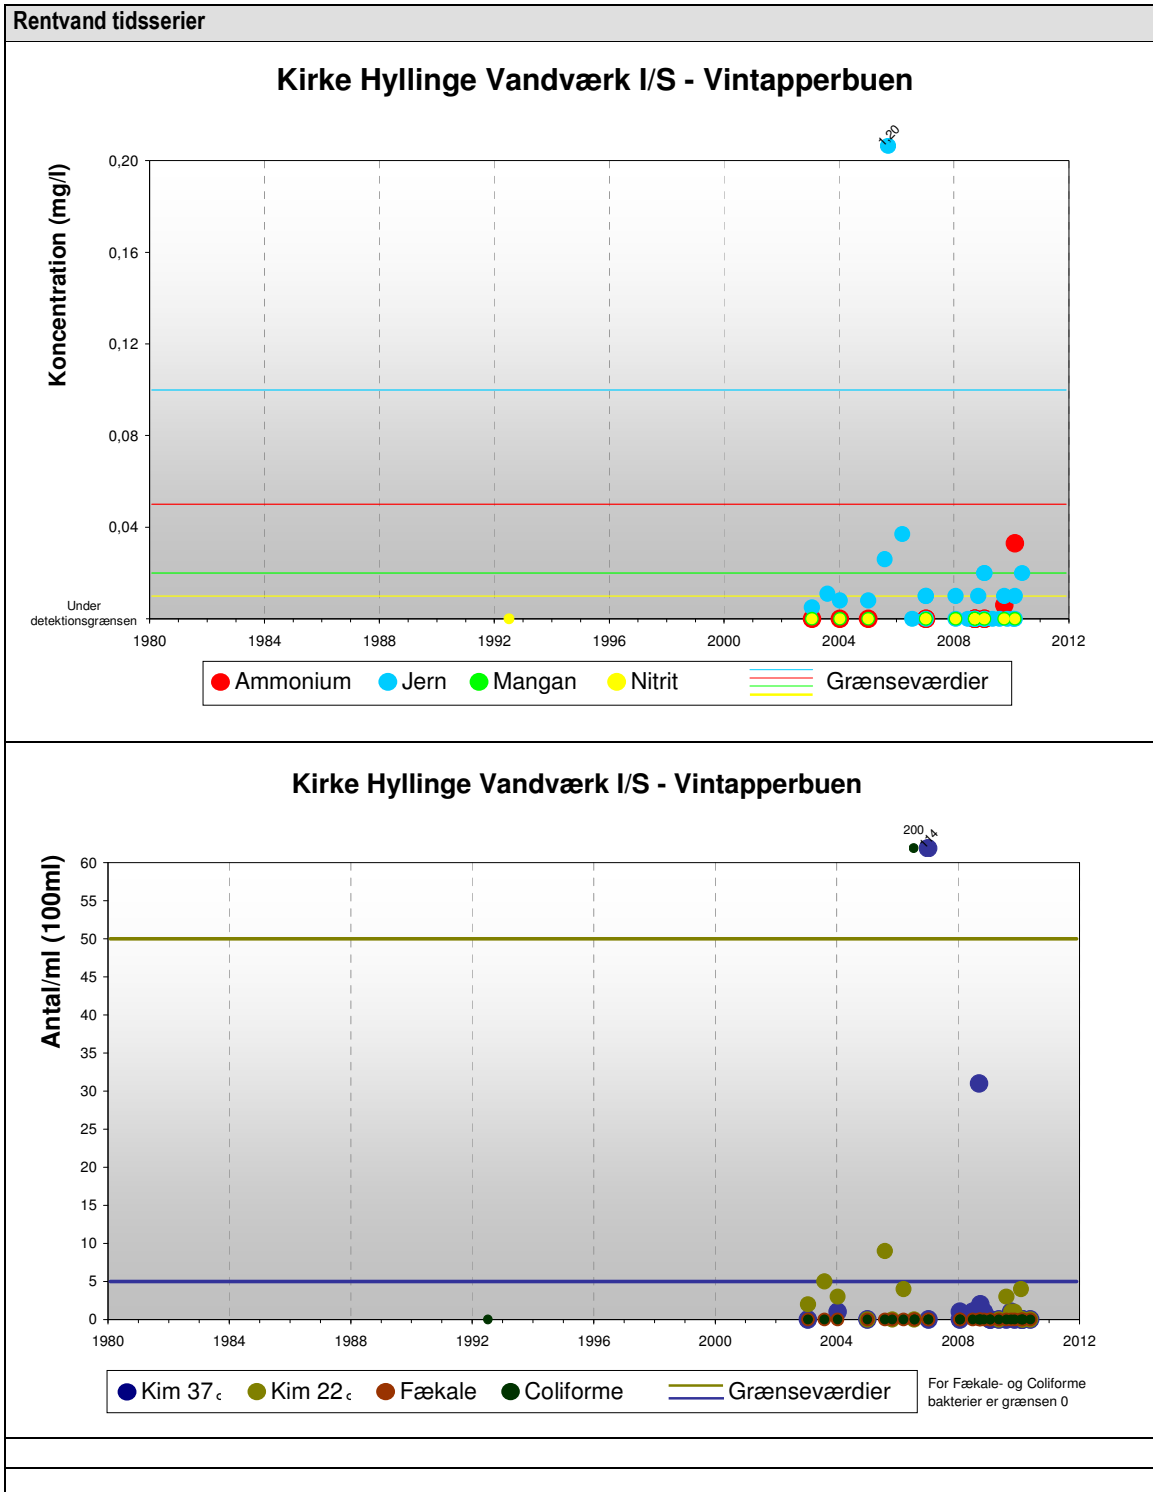 Rentvand tidsserier
Kirke Hyllinge Vandværk I/S - Vintapperbuen
1,20
Koncentration (mg/l)
0,20
0,16
0,12
0,08
0,04
Under
detektionsgrænsen
1980 1984 1988 1992 1996 2000 2004 2008 2012
Ammonium Jern Mangan Nitrit Grænseværdier
Kirke Hyllinge Vandværk I/S - Vintapperbuen
200
Antal/ml (100ml)
60
55
50
45
40
35
30
25
20
15
10
5
0
1980 1984 1988 1992 1996 2000 2004 2008 2012
Kim 37 Kim 22 Fækale Coliforme Grænseværdier
For Fækale- og Coliforme
bakterier er grænsen 0